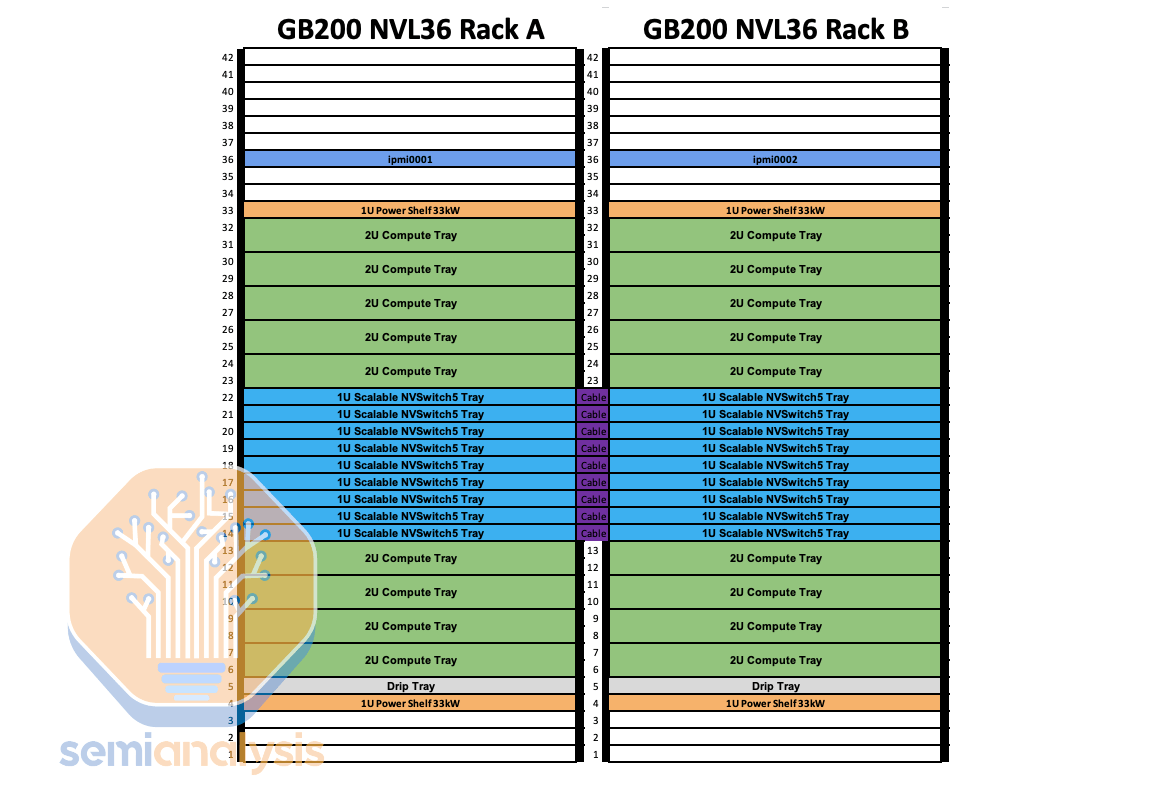 GB200 NVL36 Rack A GB200 NVL36 Rack B
42 42
41 41
40 40
39 39
38 38
37 37
36 ipmi0001 36 ipmi0002
35 35
34 34
33 1U Power Shelf 33kW 33 1U Power Shelf 33kW
32 32
2U Compute Tray 2U Compute Tray
31 31
30 30
2U Compute Tray 2U Compute Tray
29 29
28 28
2U Compute Tray 2U Compute Tray
27 27
26 26
2U Compute Tray 2U Compute Tray
25 25
24 24
2U Compute Tray 2U Compute Tray
23 23
22 1U Scalable NVSwitch5 Tray Cable 1U Scalable NVSwitch5 Tray
21 1U Scalable NVSwitch5 Tray Cable 1U Scalable NVSwitch5 Tray
20 1U Scalable NVSwitch5 Tray Cable 1U Scalable NVSwitch5 Tray
19 1U Scalable NVSwitch5 Tray Cable 1U Scalable NVSwitch5 Tray
18 1U Scalable NVSwitch5 Tray Cable 1U Scalable NVSwitch5 Tray
17 1U Scalable NVSwitch5 Tray Cable 1U Scalable NVSwitch5 Tray
16 1U Scalable NVSwitch5 Tray Cable 1U Scalable NVSwitch5 Tray
15 1U Scalable NVSwitch5 Tray Cable 1U Scalable NVSwitch5 Tray
14 1U Scalable NVSwitch5 Tray Cable 1U Scalable NVSwitch5 Tray
13 13
2U Compute Tray 2U Compute Tray
12 12
11 11
2U Compute Tray 2U Compute Tray
10 10
9 9
2U Compute Tray 2U Compute Tray
8 8
7 7
2U Compute Tray 2U Compute Tray
6 6
5 Drip Tray 5 Drip Tray
4 1U Power Shelf 33kW 4 1U Power Shelf 33kW
3 3
2 2
1 1
semianalysis